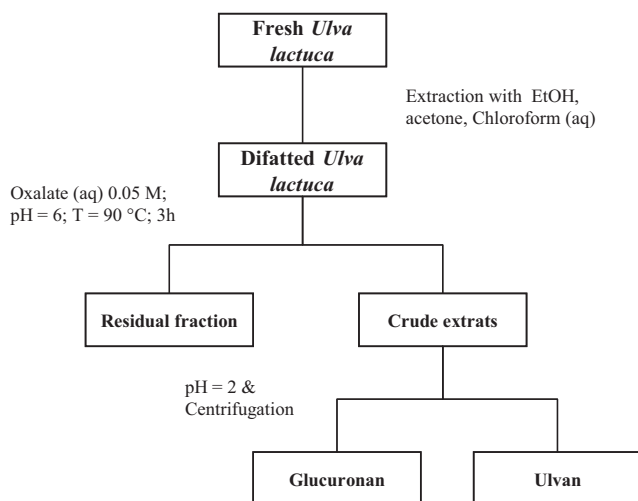 Fresh Ulva
lactuca
Extraction with EtOH,
acetone, Chloroform (aq)
Difatted Ulva
lactuca
Oxalate (aq) 0.05 M;
pH = 6; T = 90 °C; 3h
Residual fraction
Crude extrats
pH = 2 &
Centrifugation
Glucuronan
Ulvan